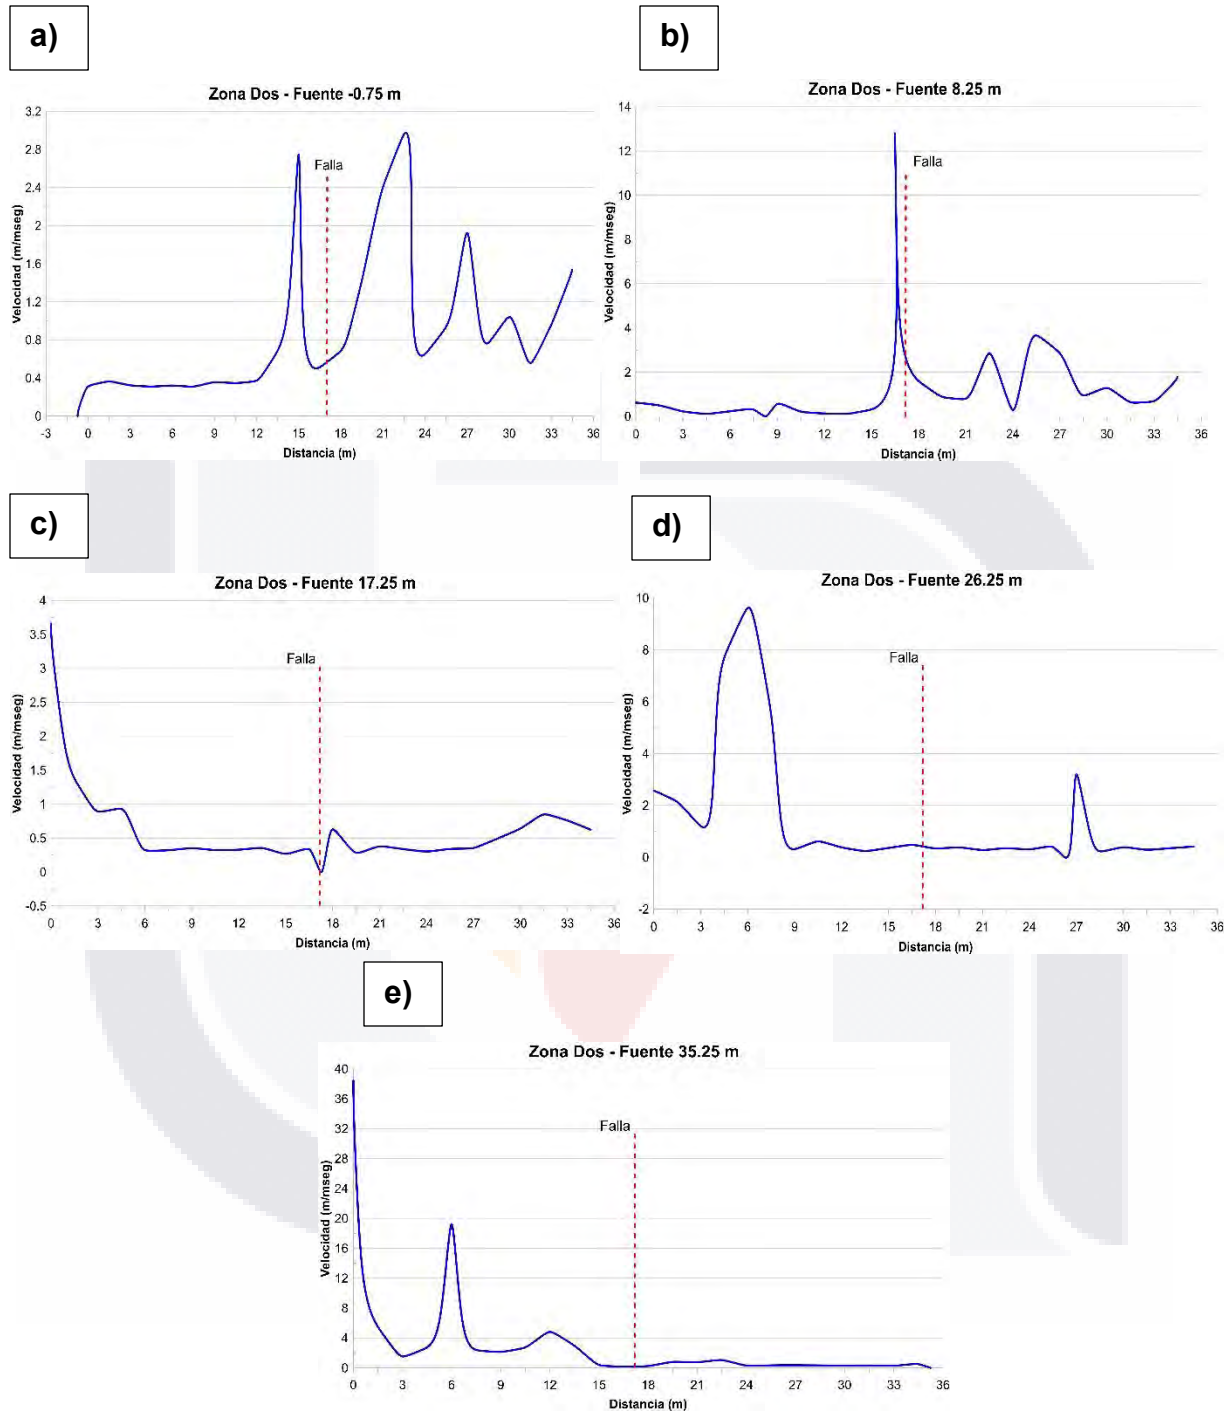 a)
Zona Dos - Fuente -0.75 m
Velocidad (m/mseg)
3.2
2.8
2.4
2
1.6
1.2
0.8
0.4
0
Falla
-3 0 3 6 9 12 15 18 21 24 27 30 33 36
Distancia (m)
b)
Zona Dos - Fuente 8.25 m
Velocidad (m/mseg)
14
12
10
8
6
4
2
0
Falla
0 3 6 9 12 15 18 21 24 27 30 33 36
Distancia (m)
c)
Zona Dos - Fuente 17.25 m
Velocidad (m/mseg)
4
3.5
3
2.5
2
1.5
1
0.5
0
-0.5
Falla
0 3 6 9 12 15 18 21 24 27 30 33 36
Distancia (m)
d)
Zona Dos - Fuente 26.25 m
Velocidad (m/mseg)
10
8
6
4
2
0
-2
Falla
0 3 6 9 12 15 18 21 24 27 30 33 36
Distancia (m)
e)
Zona Dos - Fuente 35.25 m
Velocidad (m/mseg)
40
36
32
28
24
20
16
12
8
4
0
Falla
0 3 6 9 12 15 18 21 24 27 30 33 36
Distancia (m)